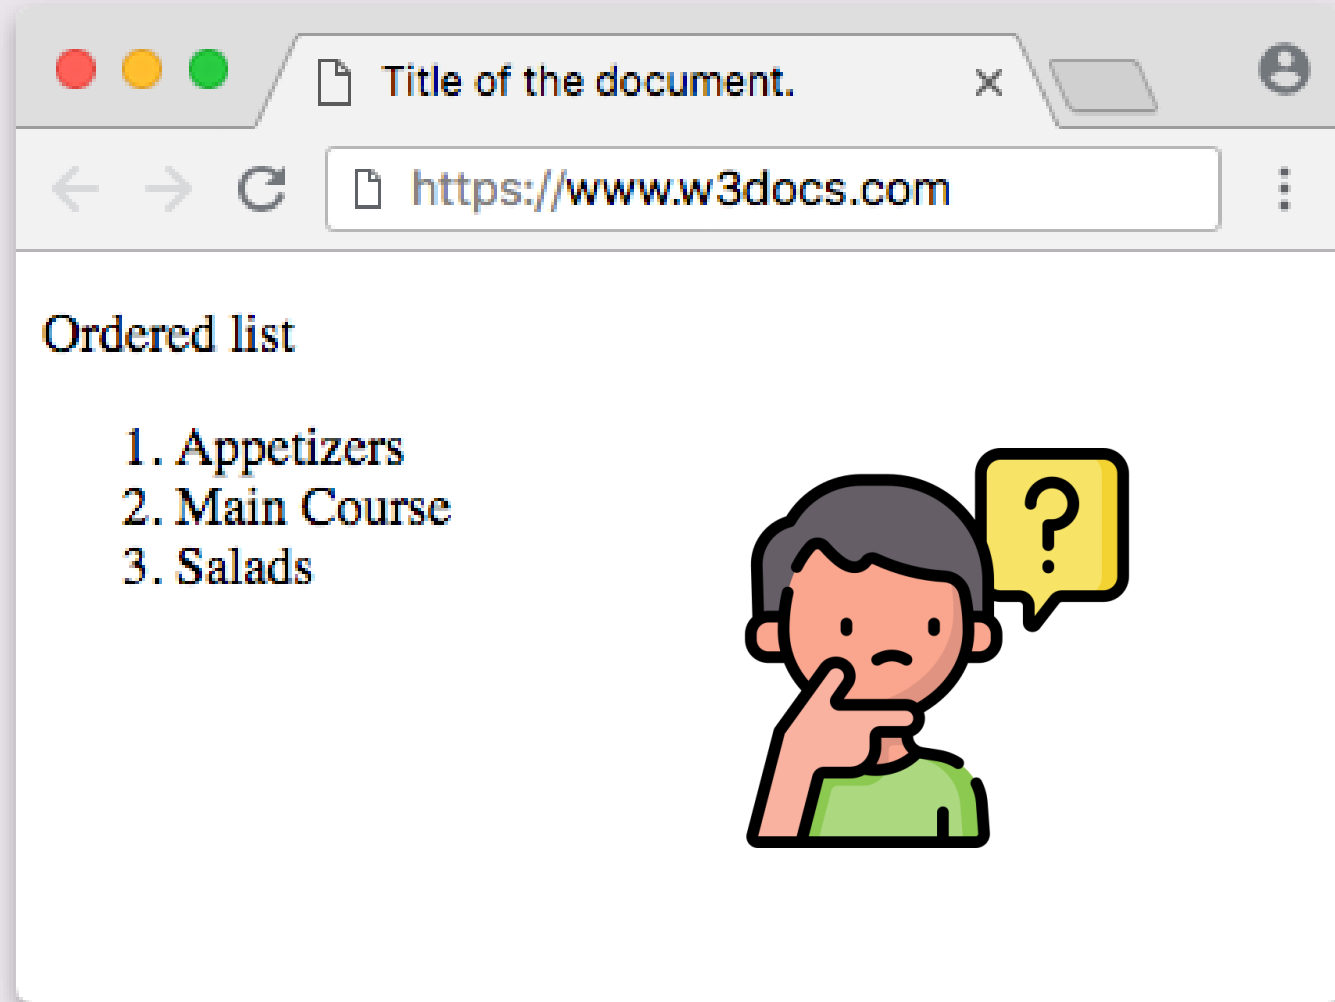 Title of the document.
https://www.w3docs.com
Ordered list
1. Appetizers
2. Main Course
3. Salads
?